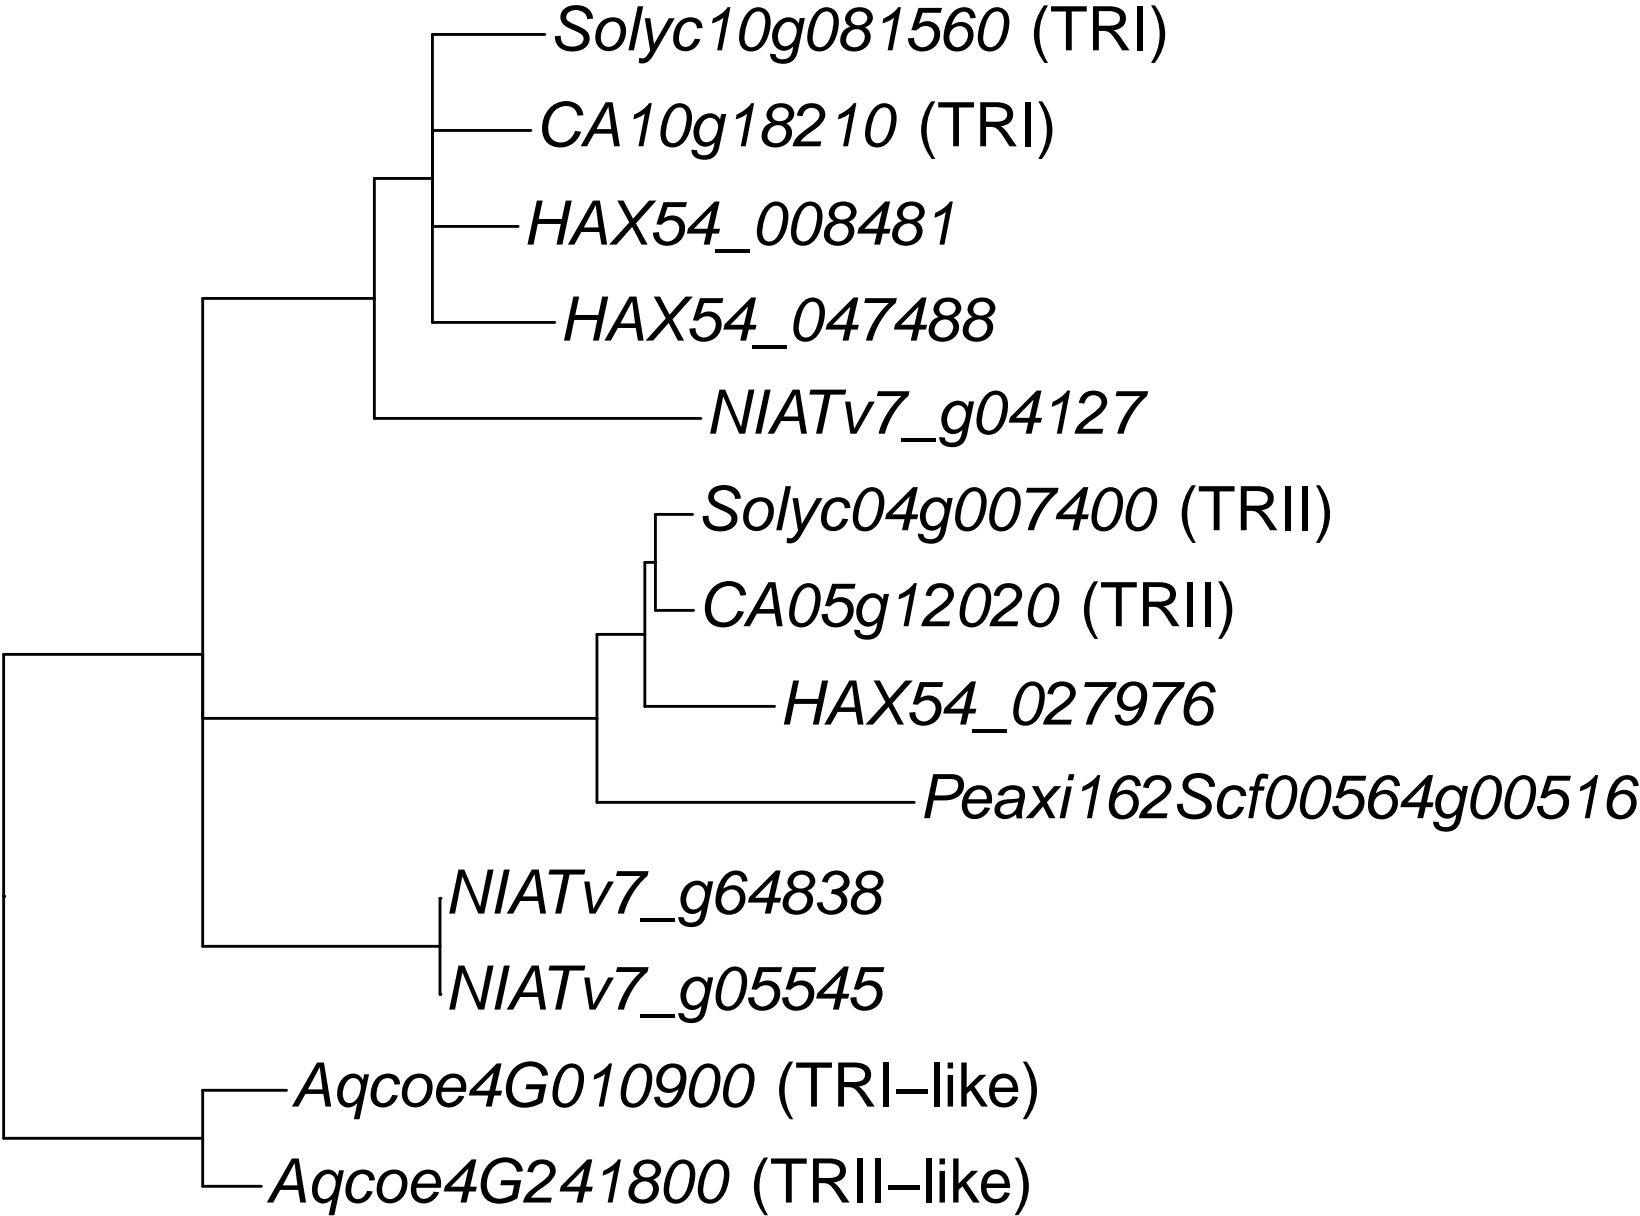 Solyc10g081560 (TRI)
CA10g18210 (TRI)
HAX54_008481
HAX54_047488
NIATv7_g04127
Solyc04g007400 (TRII)
CA05g12020 (TRII)
HAX54_027976
Peaxi162Scf00564g00516
NIATv7_g64838
NIATv7_g05545
Aqcoe4G010900 (TRI–like)
Aqcoe4G241800 (TRII–like)